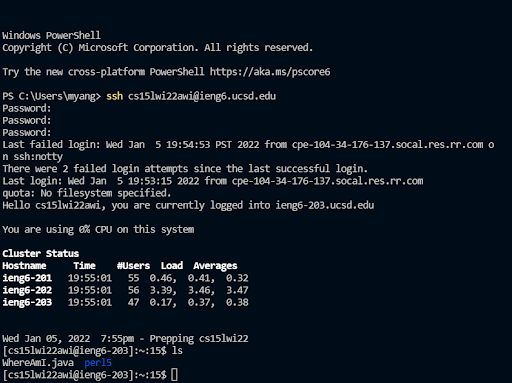 Windows PowerShell
Copyright (C) Microsoft Corporation. All rights reserved.
Try the new cross-platform PowerShell https://aka.ms/pscore6
PS C:\Users\myang> ssh cs15lwi22awi@ieng6.ucsd.edu
Password:
Password:
Password:
Last failed login: Wed Jan  5 19:54:53 PST 2022 from cpe-104-34-176-137.socal.res.rr.com o
n ssh:notty
There were 2 failed login attempts since the last successful login.
Last login: Wed Jan  5 19:53:15 2022 from cpe-104-34-176-137.socal.res.rr.com
quota: No filesystem specified.
Hello cs15lwi22awi, you are currently logged into ieng6-203.ucsd.edu
You are using 0% CPU on this system
Cluster Status
Hostname     Time    #Users  Load  Averages
ieng6-201   19:55:01   55  0.46,  0.41,  0.32
ieng6-202   19:55:01   56  3.39,  3.46,  3.47
ieng6-203   19:55:01   47  0.17,  0.37,  0.38
Wed Jan 05, 2022  7:55pm - Prepping cs15lwi22
[cs15lwi22awi@ieng6-203]:~:15$ ls
WhereAmI.java  perl5
[cs15lwi22awi@ieng6-203]:~:16$